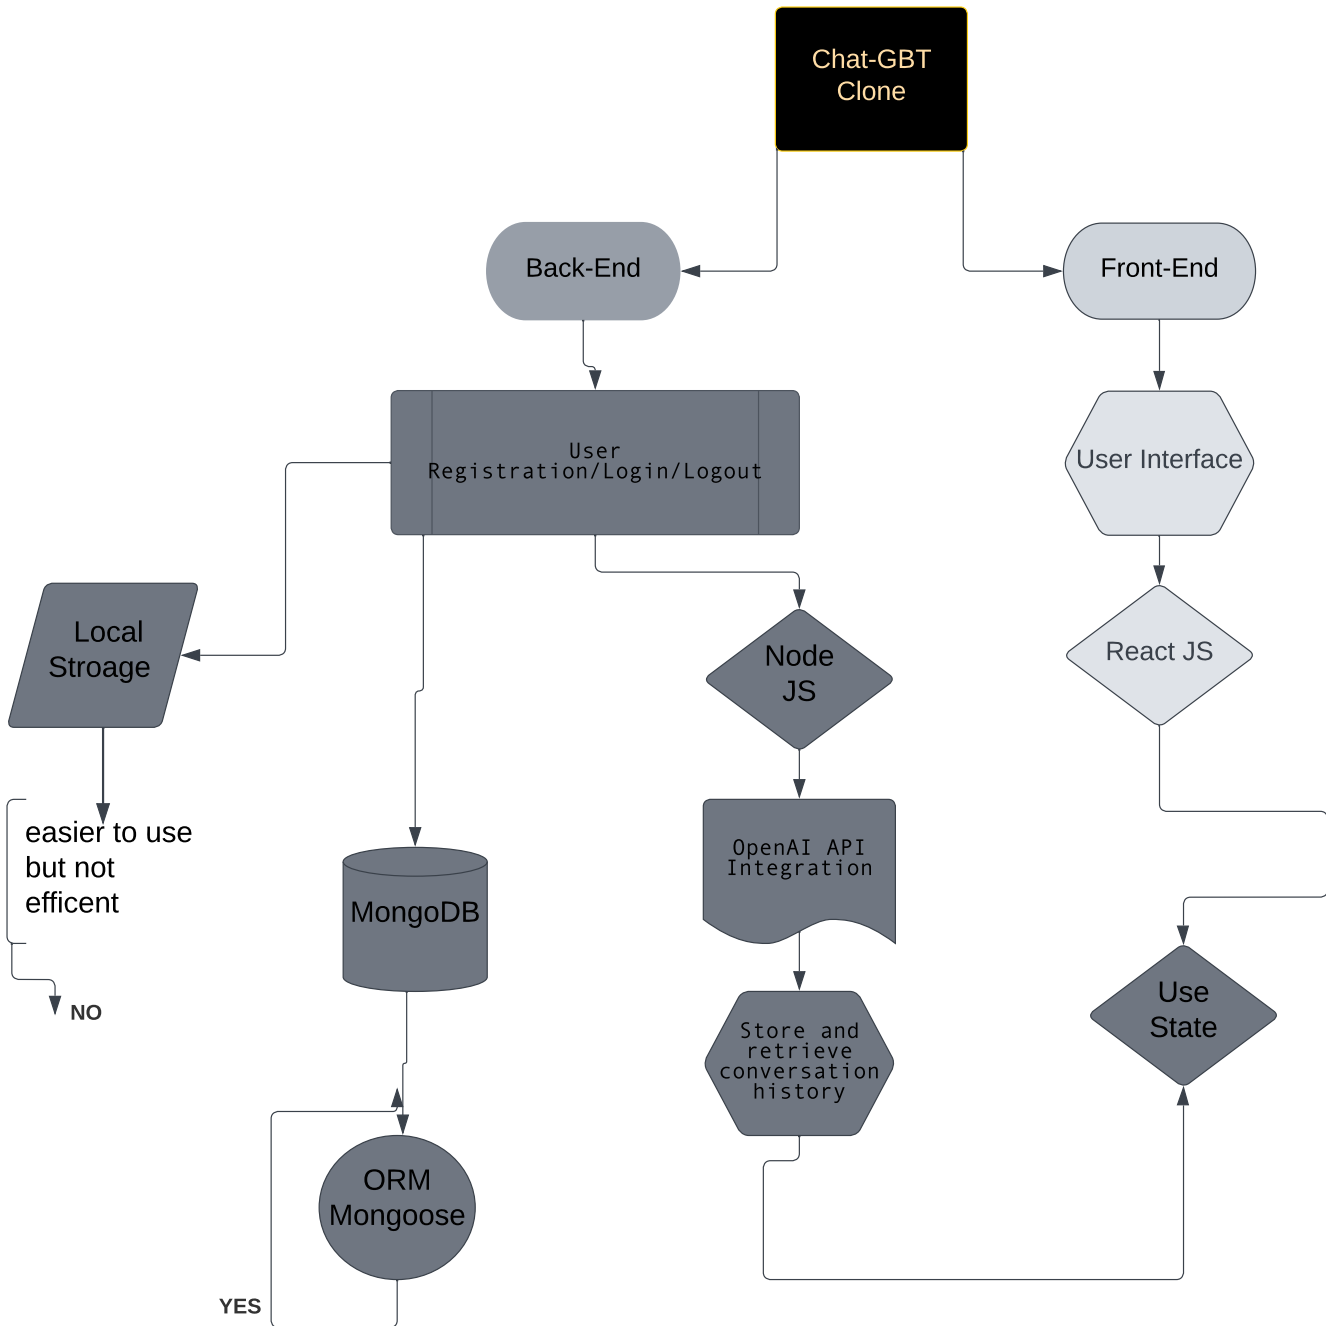 Chat-GBT
Clone
Back-End
Front-End
User
Registration/Login/Logout
User Interface
Local
Stroage
Node
JS
React JS
easier to use
but not
efficent
NO
MongoDB
OpenAI API
Integration
Store and
retrieve
conversation
history
Use
State
ORM
Mongoose
YES